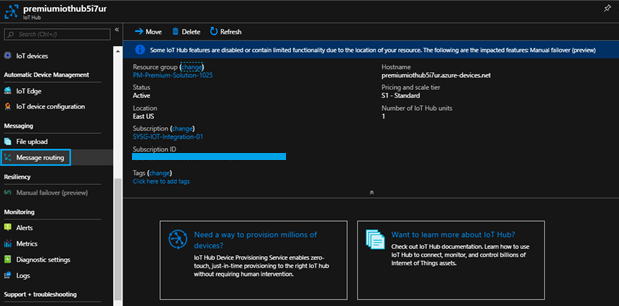 premiumiothub5i7ur
IoT Hub
Search (Ctrl+/)
«
IoT devices
Automatic Device Management
IoT Edge
IoT device configuration
Messaging
File upload
Message routing
Resiliency
Manual failover (preview)
Monitoring
Alerts
Metrics
Diagnostic settings
Logs
Support + troubleshooting
Move Delete Refresh
Some IoT Hub features are disabled or contain limited functionality due to the location of your resource. The following are the impacted features: Manual failover (preview)
Resource group (change)
PM-Premium-Solution-1025
Status
Active
Location
East US
Subscription (change)
SYSG-IOT-Integration-01
Subscription ID
Tags (change)
Click here to add tags
Hostname
premiumiothub5i7ur.azure-devices.net
Pricing and scale tier
S1 - Standard
Number of IoT Hub units
1
Need a way to provision millions of
devices?
IoT Hub Device Provisioning Service enables zero-
touch, just-in-time provisioning to the right IoT hub
without requiring human intervention.
Want to learn more about IoT Hub?
Check out IoT Hub documentation. Learn how to use
IoT Hub to connect, monitor, and control billions of
Internet of Things assets.